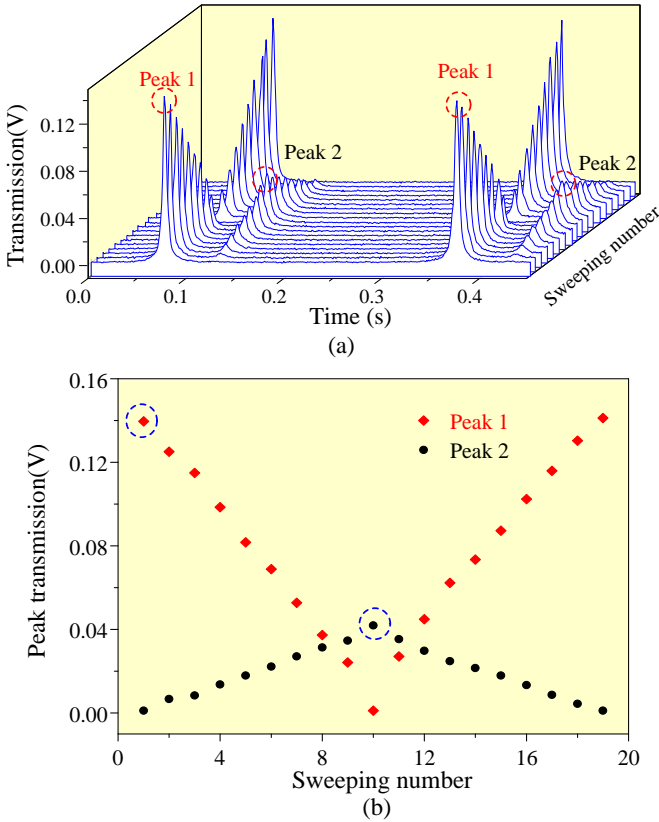 Peak 1
Peak 1
Peak 2
Peak 2
Transmission(V)
0.12
0.08
0.04
0.00
0.0
0.1
0.2
0.3
0.4
Time (s)
Sweeping number
(a)
Peak transmission(V)
0.16
0.12
0.08
0.04
0.00
Peak 1
Peak 2
0
4
8
12
16
20
Sweeping number
(b)